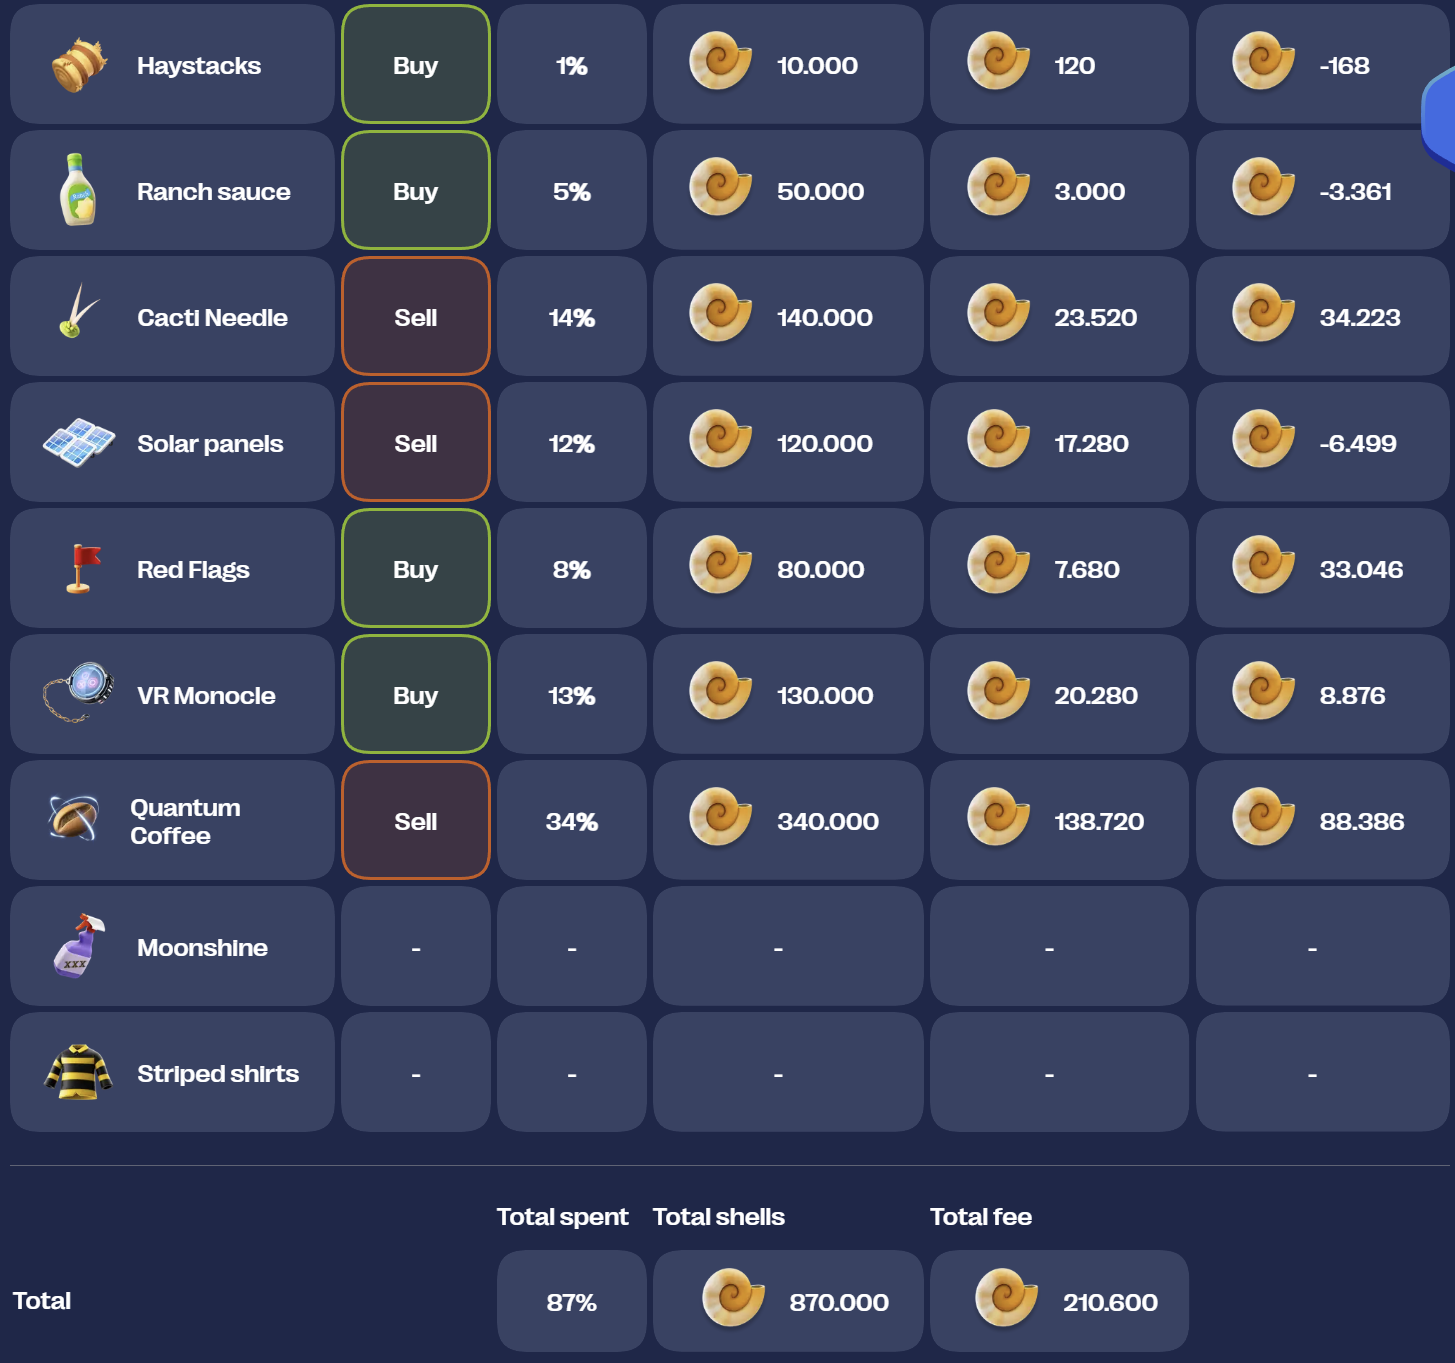 Haystacks Buy 1% 10.000 120 -168
Ranch sauce Buy 5% 50.000 3.000 -3.361
Cacti Needle Sell 14% 140.000 23.520 34.223
Solar panels Sell 12% 120.000 17.280 -6.499
Red Flags Buy 8% 80.000 7.680 33.046
VR Monocle Buy 13% 130.000 20.280 8.876
Quantum
Coffee Sell 34% 340.000 138.720 88.386
XXX
Moonshine - - - - -
Striped shirts - - - - -
Total spent Total shells Total fee
Total 87% 870.000 210.600